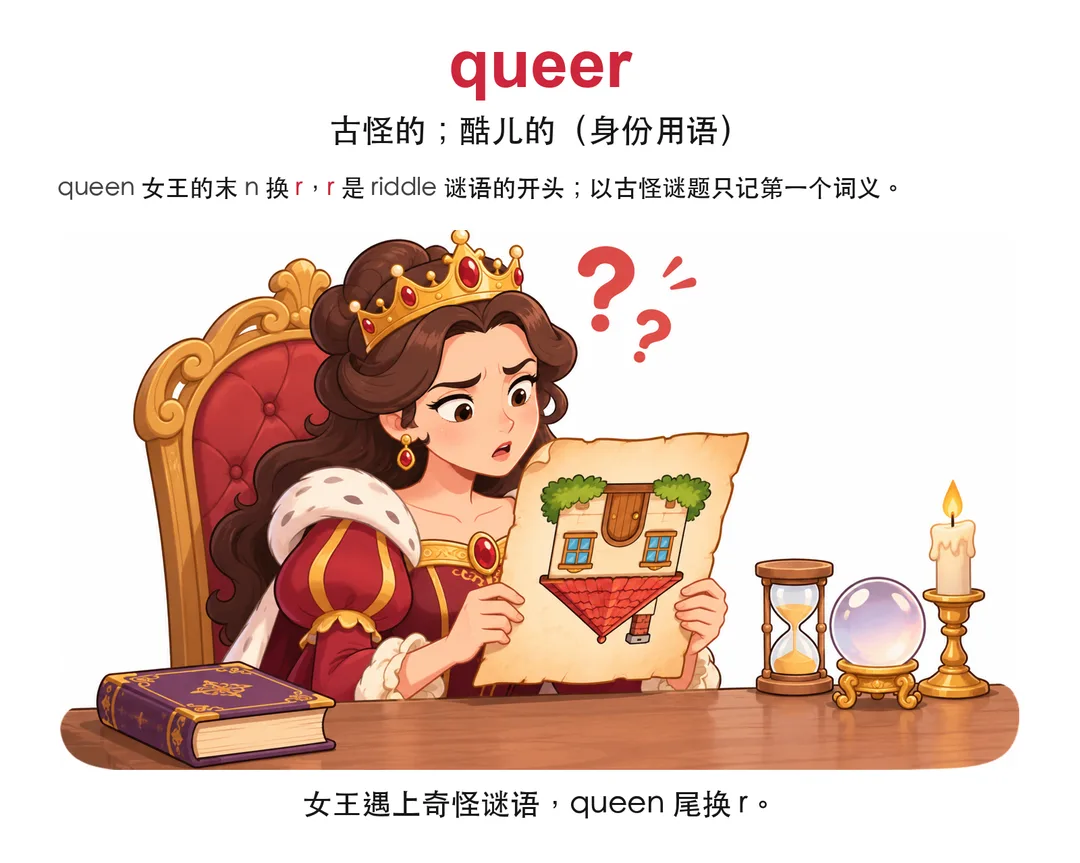 queer
古怪的；酷儿的（身份用语）
queen 女王的末 n 换 r，r 是 riddle 谜语的开头；以古怪谜题只记第一个词义。
? ?
女王遇上奇怪谜语，queen 尾换 r。